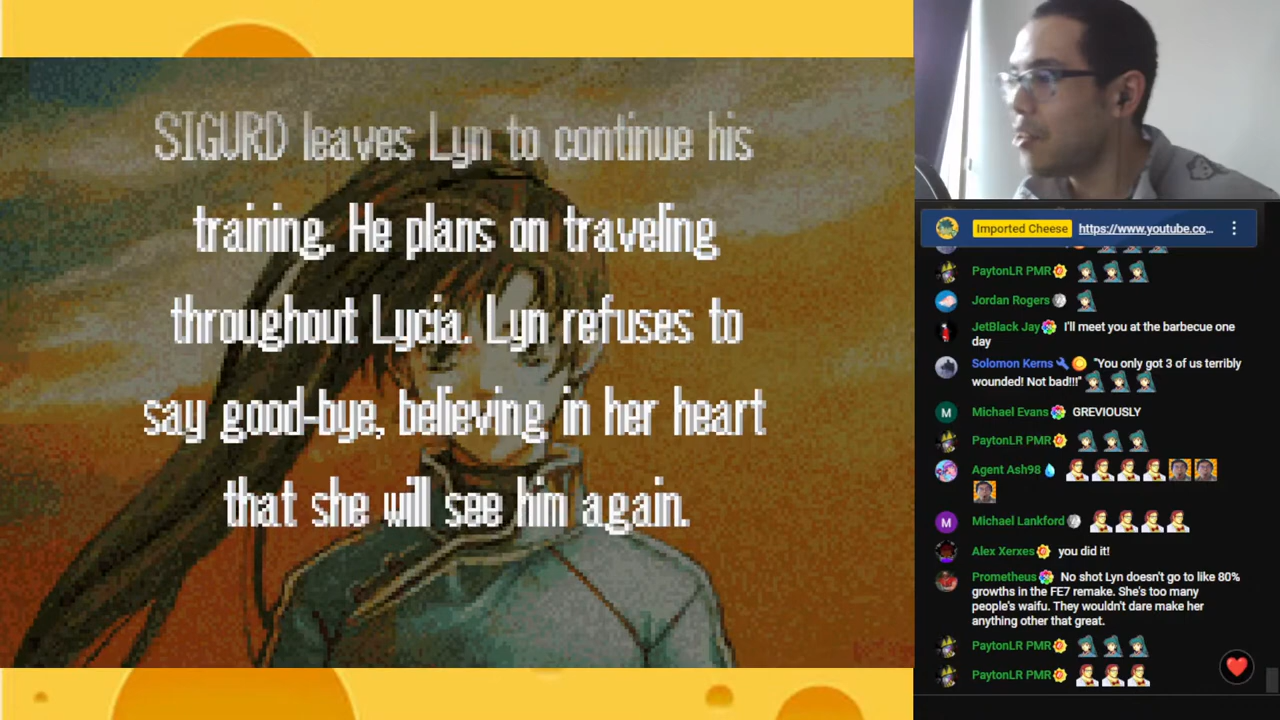 SIGURD leaves Lyn to continue his
training. He plans on traveling
throughout Lycia. Lyn refuses to
say good-bye, believing in her heart
that she will see him again.
Imported Cheese https://www.youtube.co...
PaytonLR PMR
Jordan Rogers
JetBlack Jay I'll meet you at the barbecue one
day
Solomon Kerns "You only got 3 of us terribly
wounded! Not bad!!!"
M Michael Evans GREVIOUSLY
PaytonLR PMR
Agent Ash98
M Michael Lankford
Alex Xerxes you did it!
Prometheus No shot Lyn doesn't go to like 80%
growths in the FE7 remake. She's too many
people's waifu. They wouldn't dare make her
anything other that great.
PaytonLR PMR
PaytonLR PMR